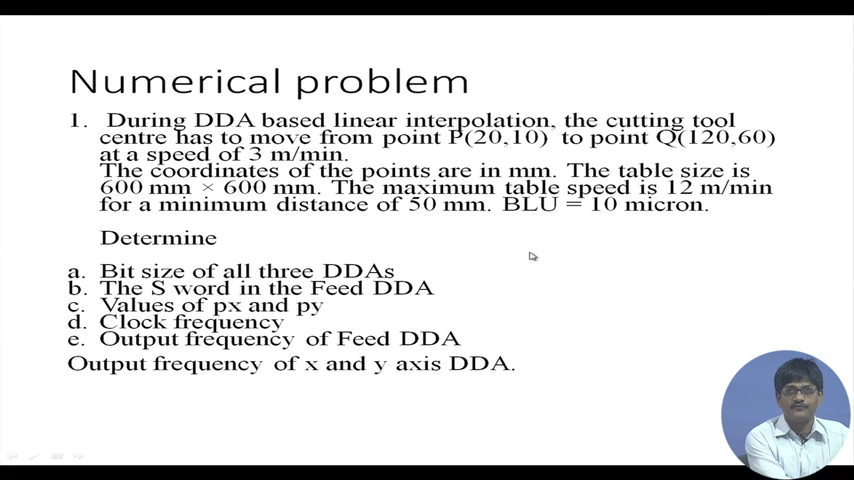 Numerical problem
1. During DDA based linear interpolation, the cutting tool
centre has to move from point P(20,10) to point Q(120,60)
at a speed of 3 m/min.
The coordinates of the points are in mm. The table size is
600 mm × 600 mm. The maximum table speed is 12 m/min
for a minimum distance of 50 mm. BLU = 10 micron.
Determine
a. Bit size of all three DDAs
b. The S word in the Feed DDA
c. Values of px and py
d. Clock frequency
e. Output frequency of Feed DDA
Output frequency of x and y axis DDA.